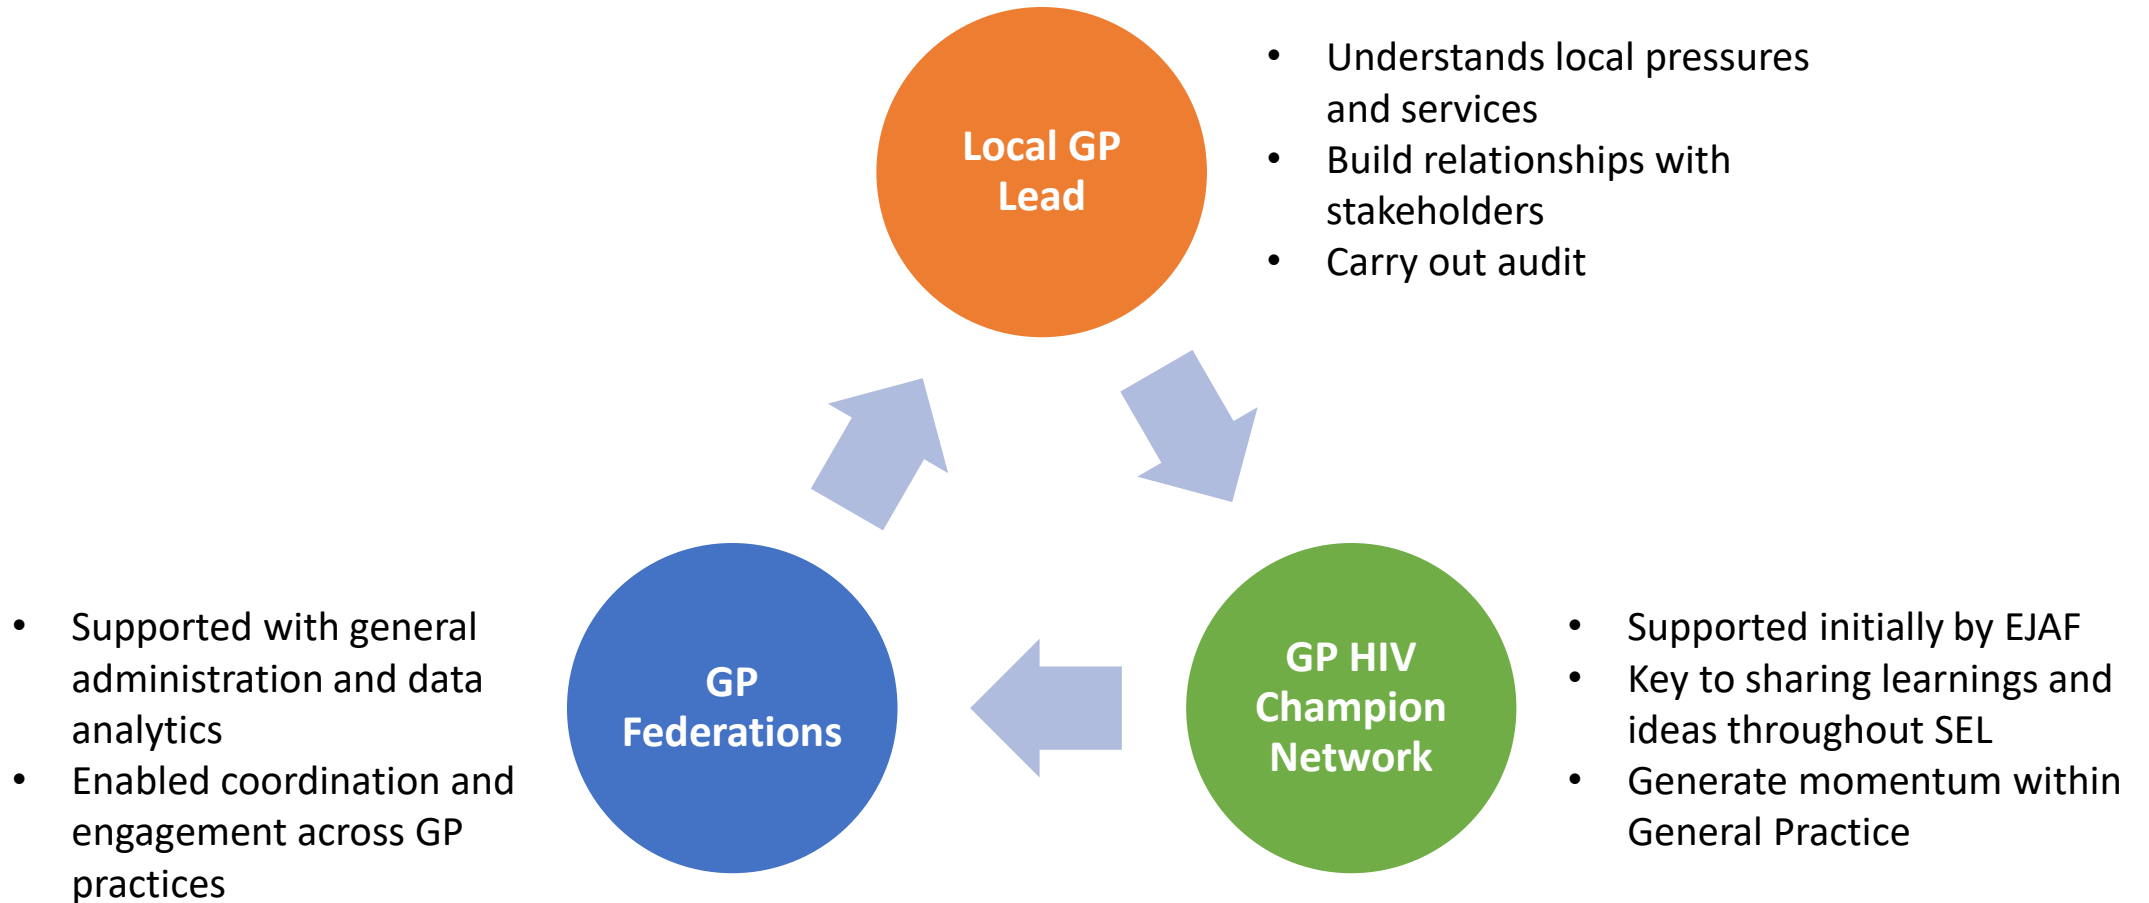 Local GP
Lead
• Understands local pressures
and services
• Build relationships with
stakeholders
• Carry out audit
• Supported with general
administration and data
analytics
• Enabled coordination and
engagement across GP
practices
GP
Federations
GP HIV
Champion
Network
• Supported initially by EJAF
• Key to sharing learnings and
ideas throughout SEL
• Generate momentum within
General Practice